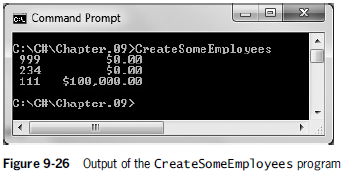 Command Prompt
C:\C#\Chapter.09>CreateSomeEmployees
999 $0.00
234 $0.00
111 $100,000.00
C:\C#\Chapter.09>
Figure 9-26 Output of the CreateSomeEmployees program